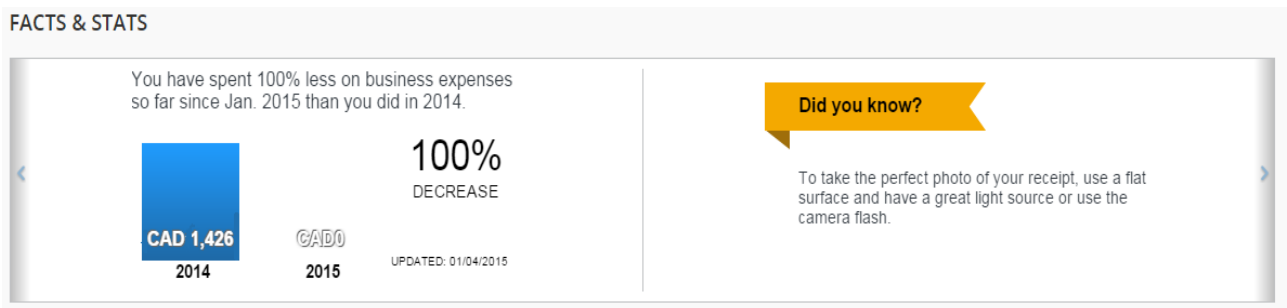 FACTS & STATS
You have spent 100% less on business expenses
so far since Jan. 2015 than you did in 2014.
100%
DECREASE
CAD 1,426
CAD0
2014
2015
UPDATED: 01/04/2015
Did you know?
To take the perfect photo of your receipt, use a flat
surface and have a great light source or use the
camera flash.